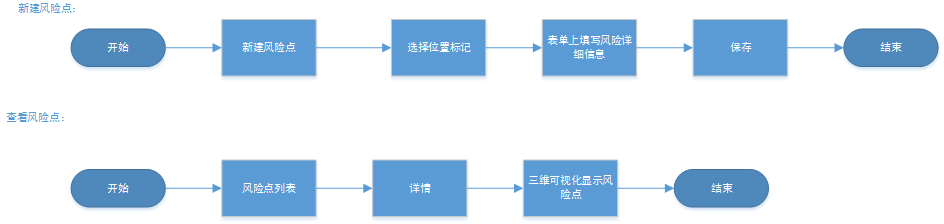 新建风险点：
开始
新建风险点
选择位置标记
表单上填写风险详
细信息
保存
结束
查看风险点：
开始
风险点列表
详情
三维可视化显示风
险点
结束